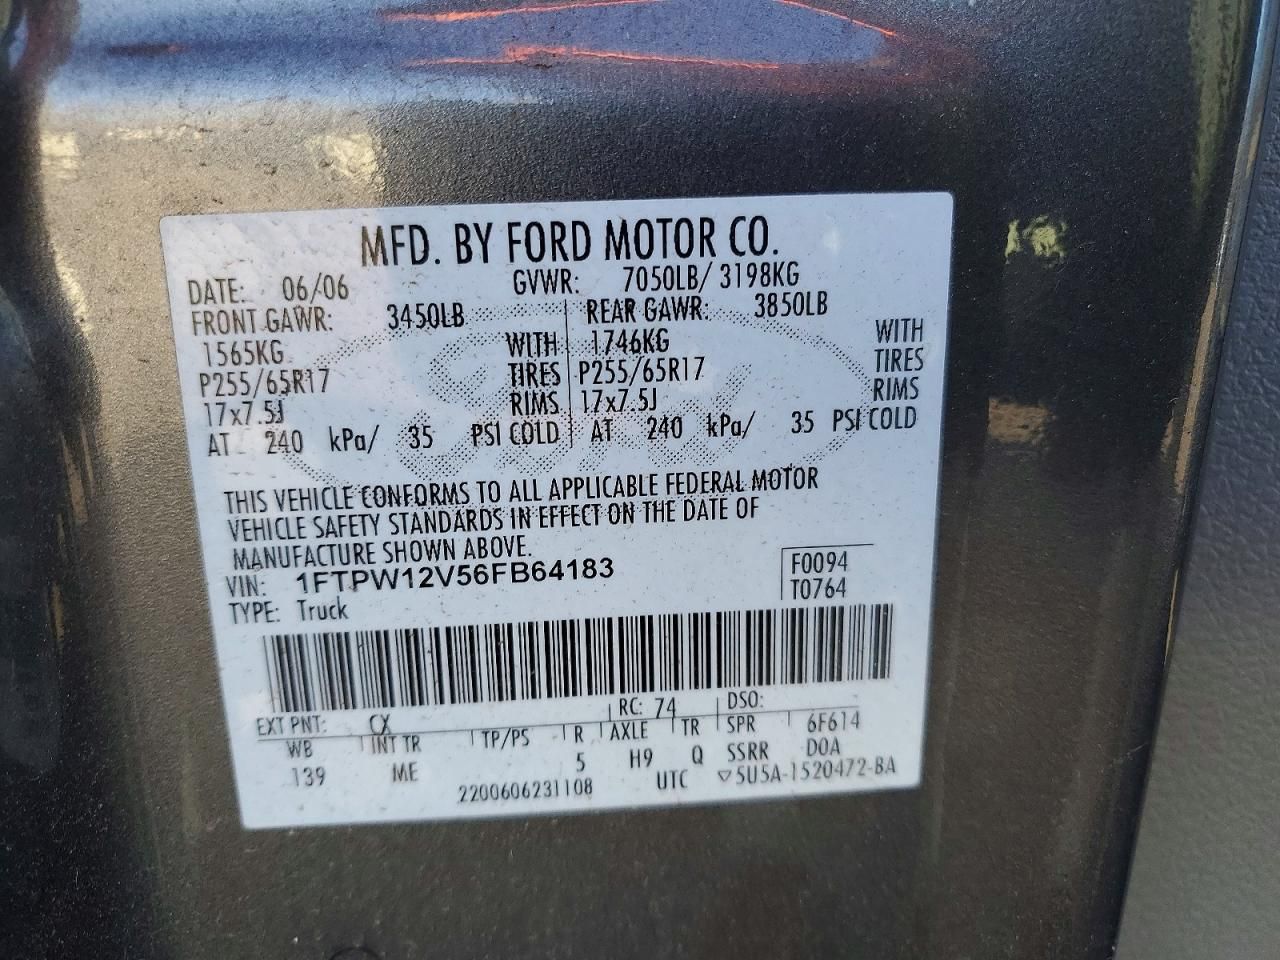 MFD. BY FORD MOTOR CO.
DATE: 06/06 GVWR: 7050LB/ 3198KG
FRONT GAWR: 3450LB REAR GAWR: 3850LB
1565KG WITH 1746KG WITH
P255/65R17 TIRES P255/65R17 TIRES
17x7.5J RIMS 17x7.5J RIMS
AT 240 kPa/ 35 PSI COLD AT 240 kPa/ 35 PSI COLD
THIS VEHICLE CONFORMS TO ALL APPLICABLE FEDERAL MOTOR
VEHICLE SAFETY STANDARDS IN EFFECT ON THE DATE OF
MANUFACTURE SHOWN ABOVE.
VIN: 1FTPW12V56FB64183 F0094
TYPE: Truck T0764
EXT PNT: CX RC: 74 DSO:
WB INT TR TP/PS R AXLE TR SPR 6F614
139 ME 5 H9 Q SSRR DOA
2200606231108 UTC ▽5U5A-1520472-BA